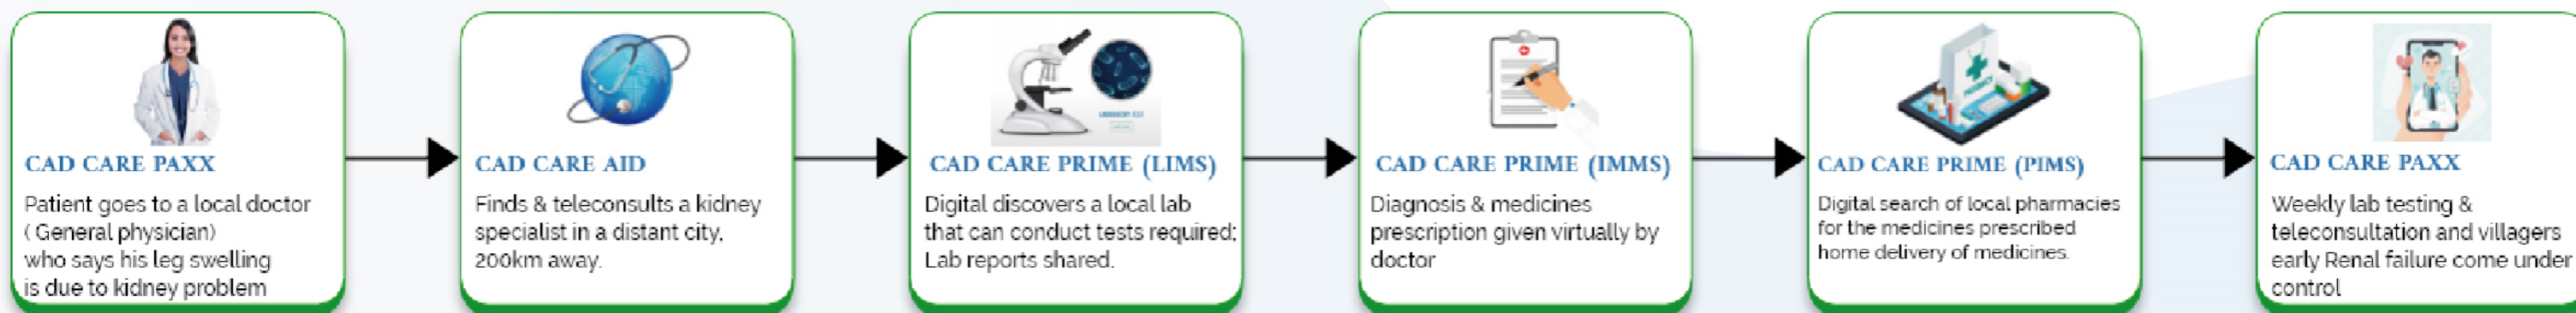 CAD CARE PAXX
Patient goes to a local doctor
( General physician)
who says his leg swelling
is due to kidney problem
CAD CARE AID
Finds & teleconsults a kidney
specialist in a distant city,
200km away.
LABORATORY TEST
CAD CARE PRIME (LIMS)
Digital discovers a local lab
that can conduct tests required;
Lab reports shared.
CAD CARE PRIME (IMMS)
Diagnosis & medicines
prescription given virtually by
doctor
CAD CARE PRIME (PIMS)
Digital search of local pharmacies
for the medicines prescribed
home delivery of medicines.
CAD CARE PAXX
Weekly lab testing &
teleconsultation and villagers
early Renal failure come under
control